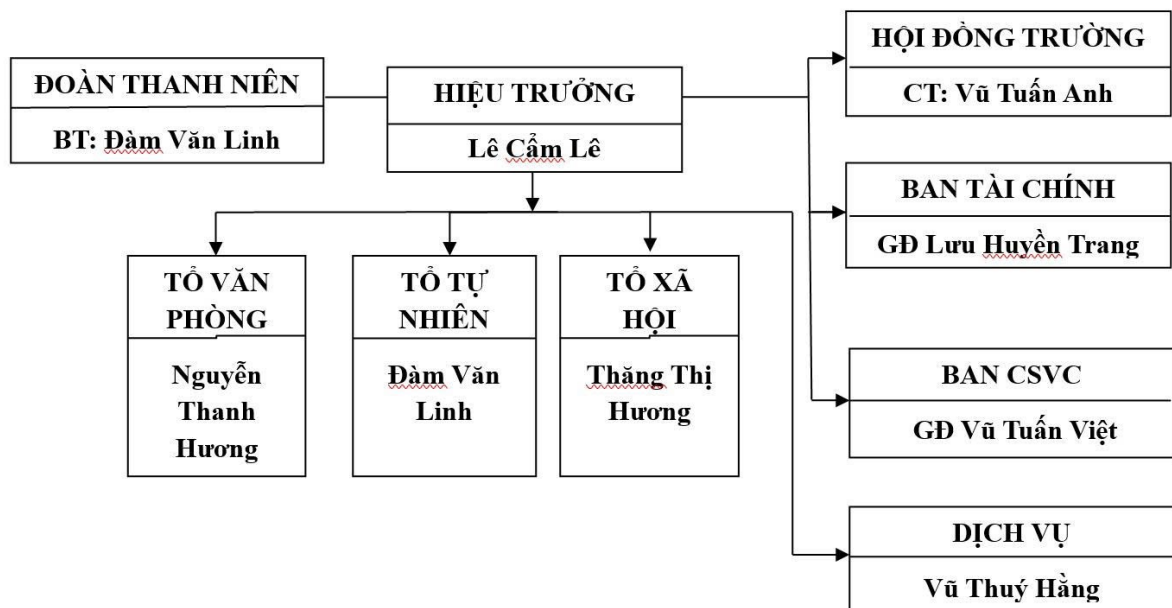 ĐOÀN THANH NIÊN
BT: Đàm Văn Linh
HIỆU TRƯỞNG
Lê Cẩm Lê
HỘI ĐỒNG TRƯỜNG
CT: Vũ Tuấn Anh
BAN TÀI CHÍNH
GĐ Lưu Huyền Trang
TỔ VĂN
PHÒNG
Nguyễn
Thanh
Hương
TỔ TỰ
NHIÊN
Đàm Văn
Linh
TỔ XÃ
HỘI
Thăng Thị
Hương
BAN CSVC
GĐ Vũ Tuấn Việt
DỊCH VỤ
Vũ Thuý Hằng